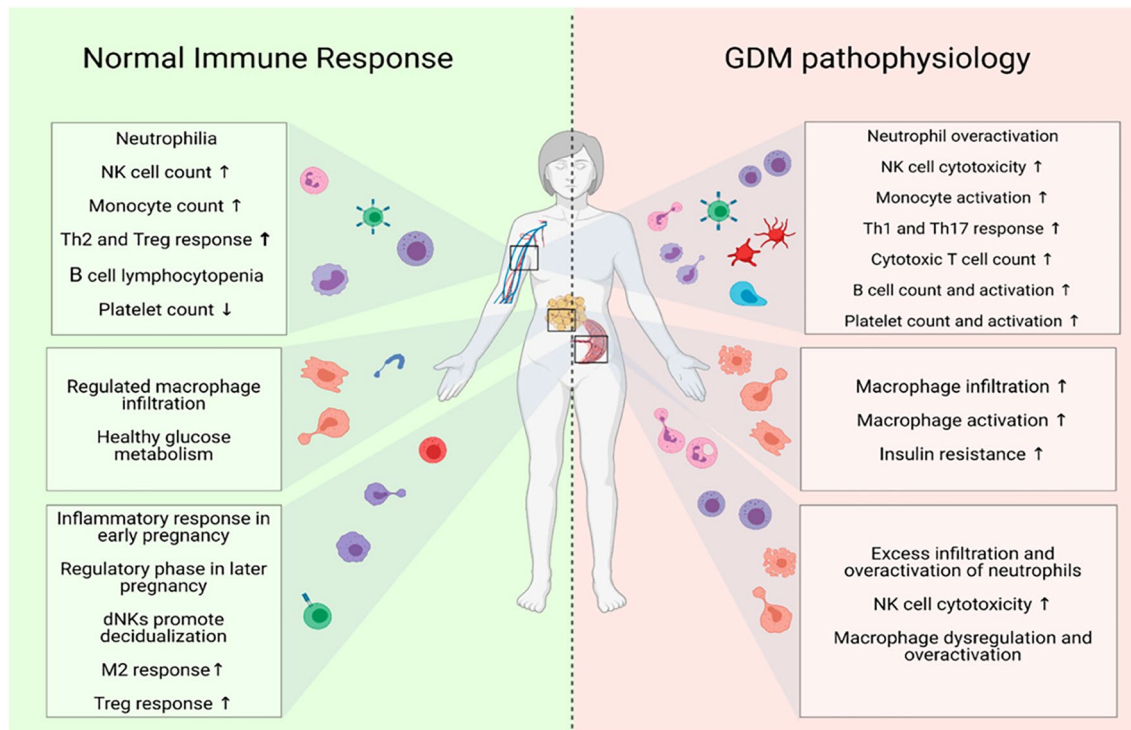 Normal Immune Response
Neutrophilia
NK cell count ↑
Monocyte count ↑
Th2 and Treg response ↑
B cell lymphocytopenia
Platelet count ↓
Regulated macrophage
infiltration
Healthy glucose
metabolism
Inflammatory response in
early pregnancy
Regulatory phase in later
pregnancy
dNKs promote
decidualization
M2 response ↑
Treg response ↑
GDM pathophysiology
Neutrophil overactivation
NK cell cytotoxicity ↑
Monocyte activation ↑
Th1 and Th17 response ↑
Cytotoxic T cell count ↑
B cell count and activation ↑
Platelet count and activation ↑
Macrophage infiltration ↑
Macrophage activation ↑
Insulin resistance ↑
Excess infiltration and
overactivation of neutrophils
NK cell cytotoxicity ↑
Macrophage dysregulation and
overactivation